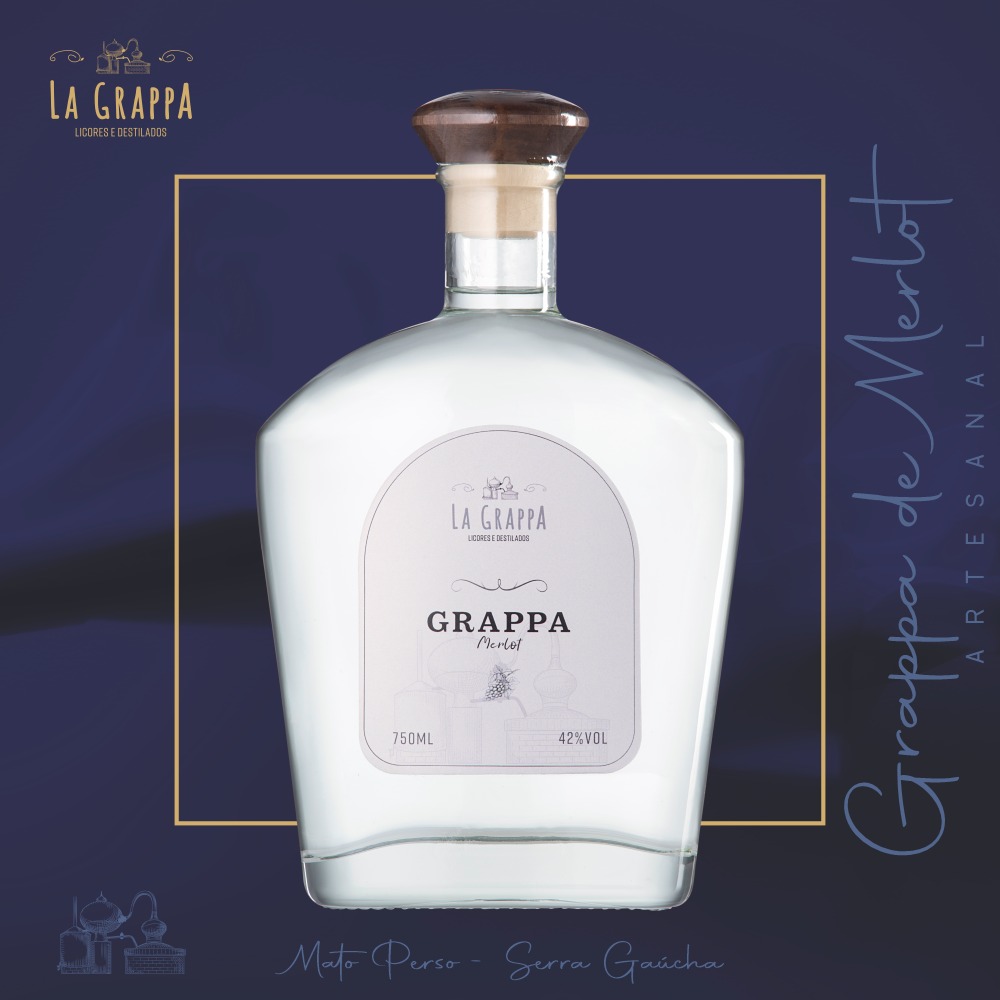 LA GRAPPA
LICORES E DESTILADOS
LA GRAPPA
LICORES E DESTILADOS
GRAPPA
Merlot
750ML
42%VOL
Grappa de Merlot
ARTESANAL
Mato Perso - Serra Gaúcha